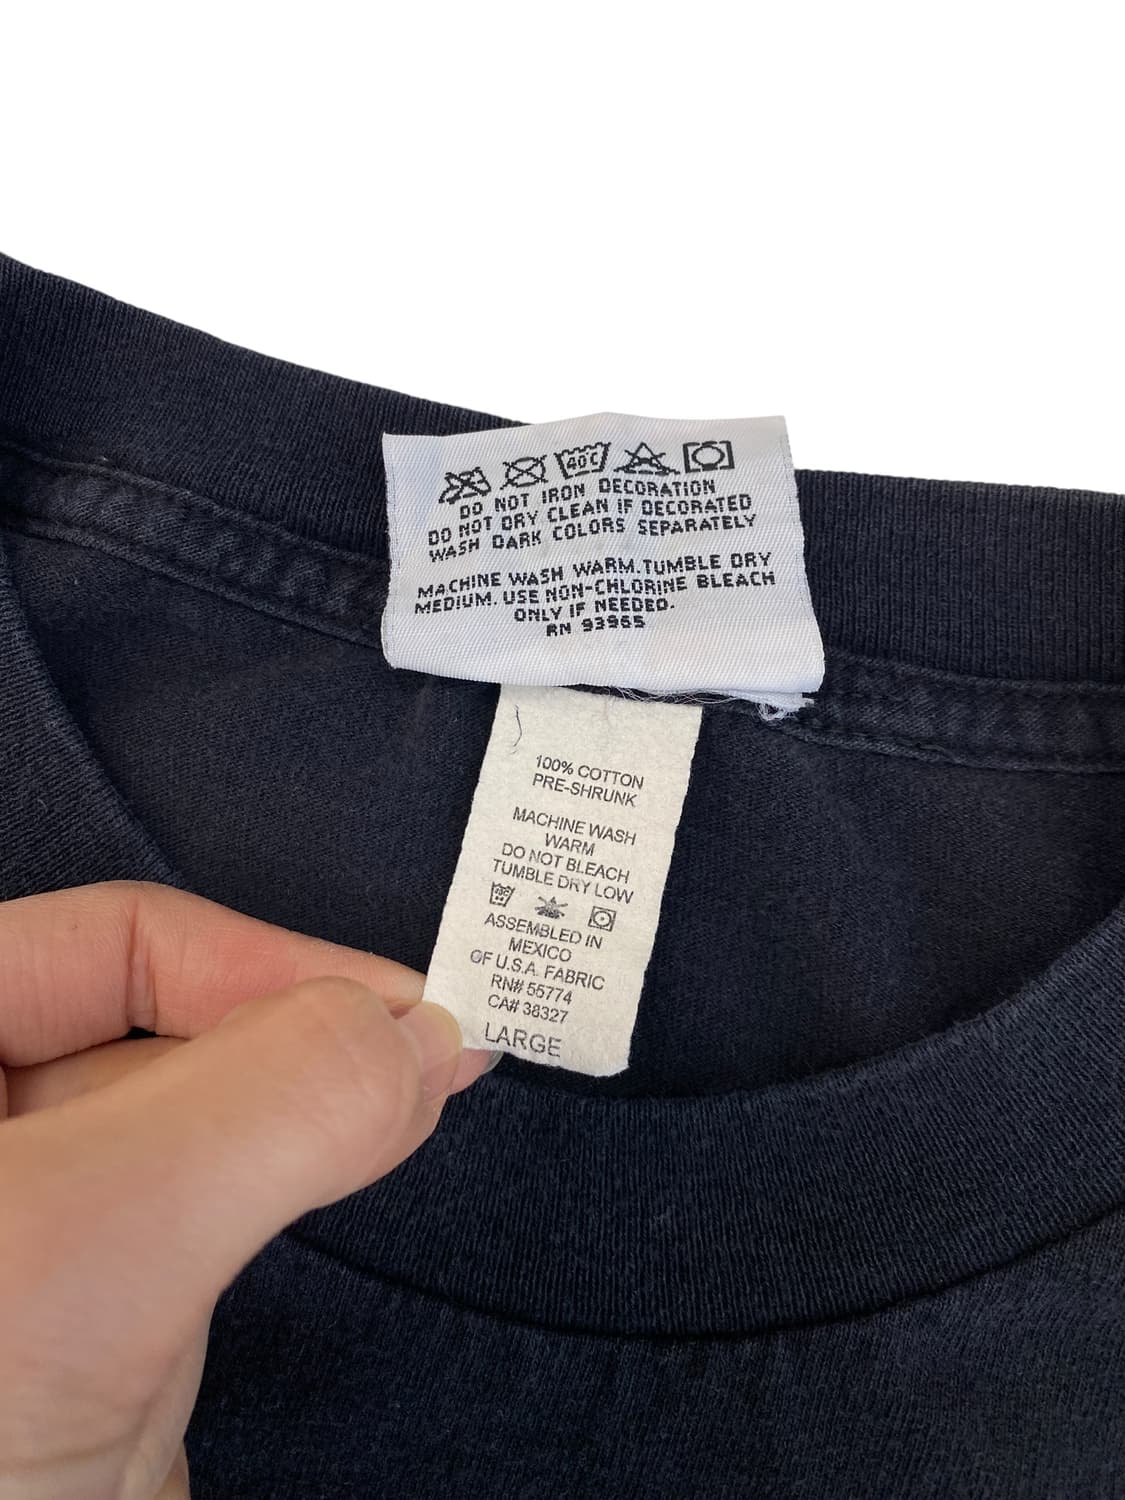 40C
DO NOT IRON DECORATION
DO NOT DRY CLEAN IF DECORATED
WASH DARK COLORS SEPARATELY
MACHINE WASH WARM.TUMBLE DRY
MEDIUM. USE NON-CHLORINE BLEACH
ONLY IF NEEDED.
RN 93965
100% COTTON
PRE-SHRUNK
MACHINE WASH
WARM
DO NOT BLEACH
TUMBLE DRY LOW
ASSEMBLED IN
MEXICO
OF U.S.A. FABRIC
RN# 55774
CA# 38327
LARGE